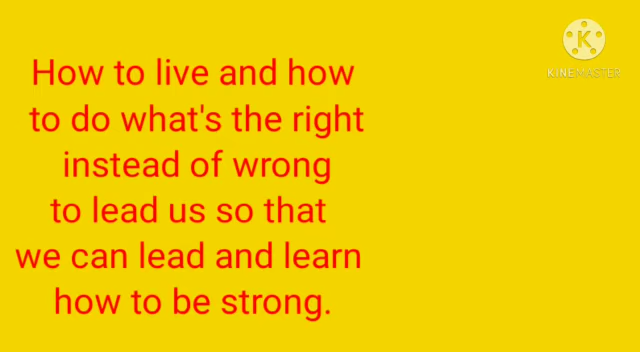 How to live and how
to do what's the right
instead of wrong
to lead us so that
we can lead and learn
how to be strong.
K
KINEMASTER